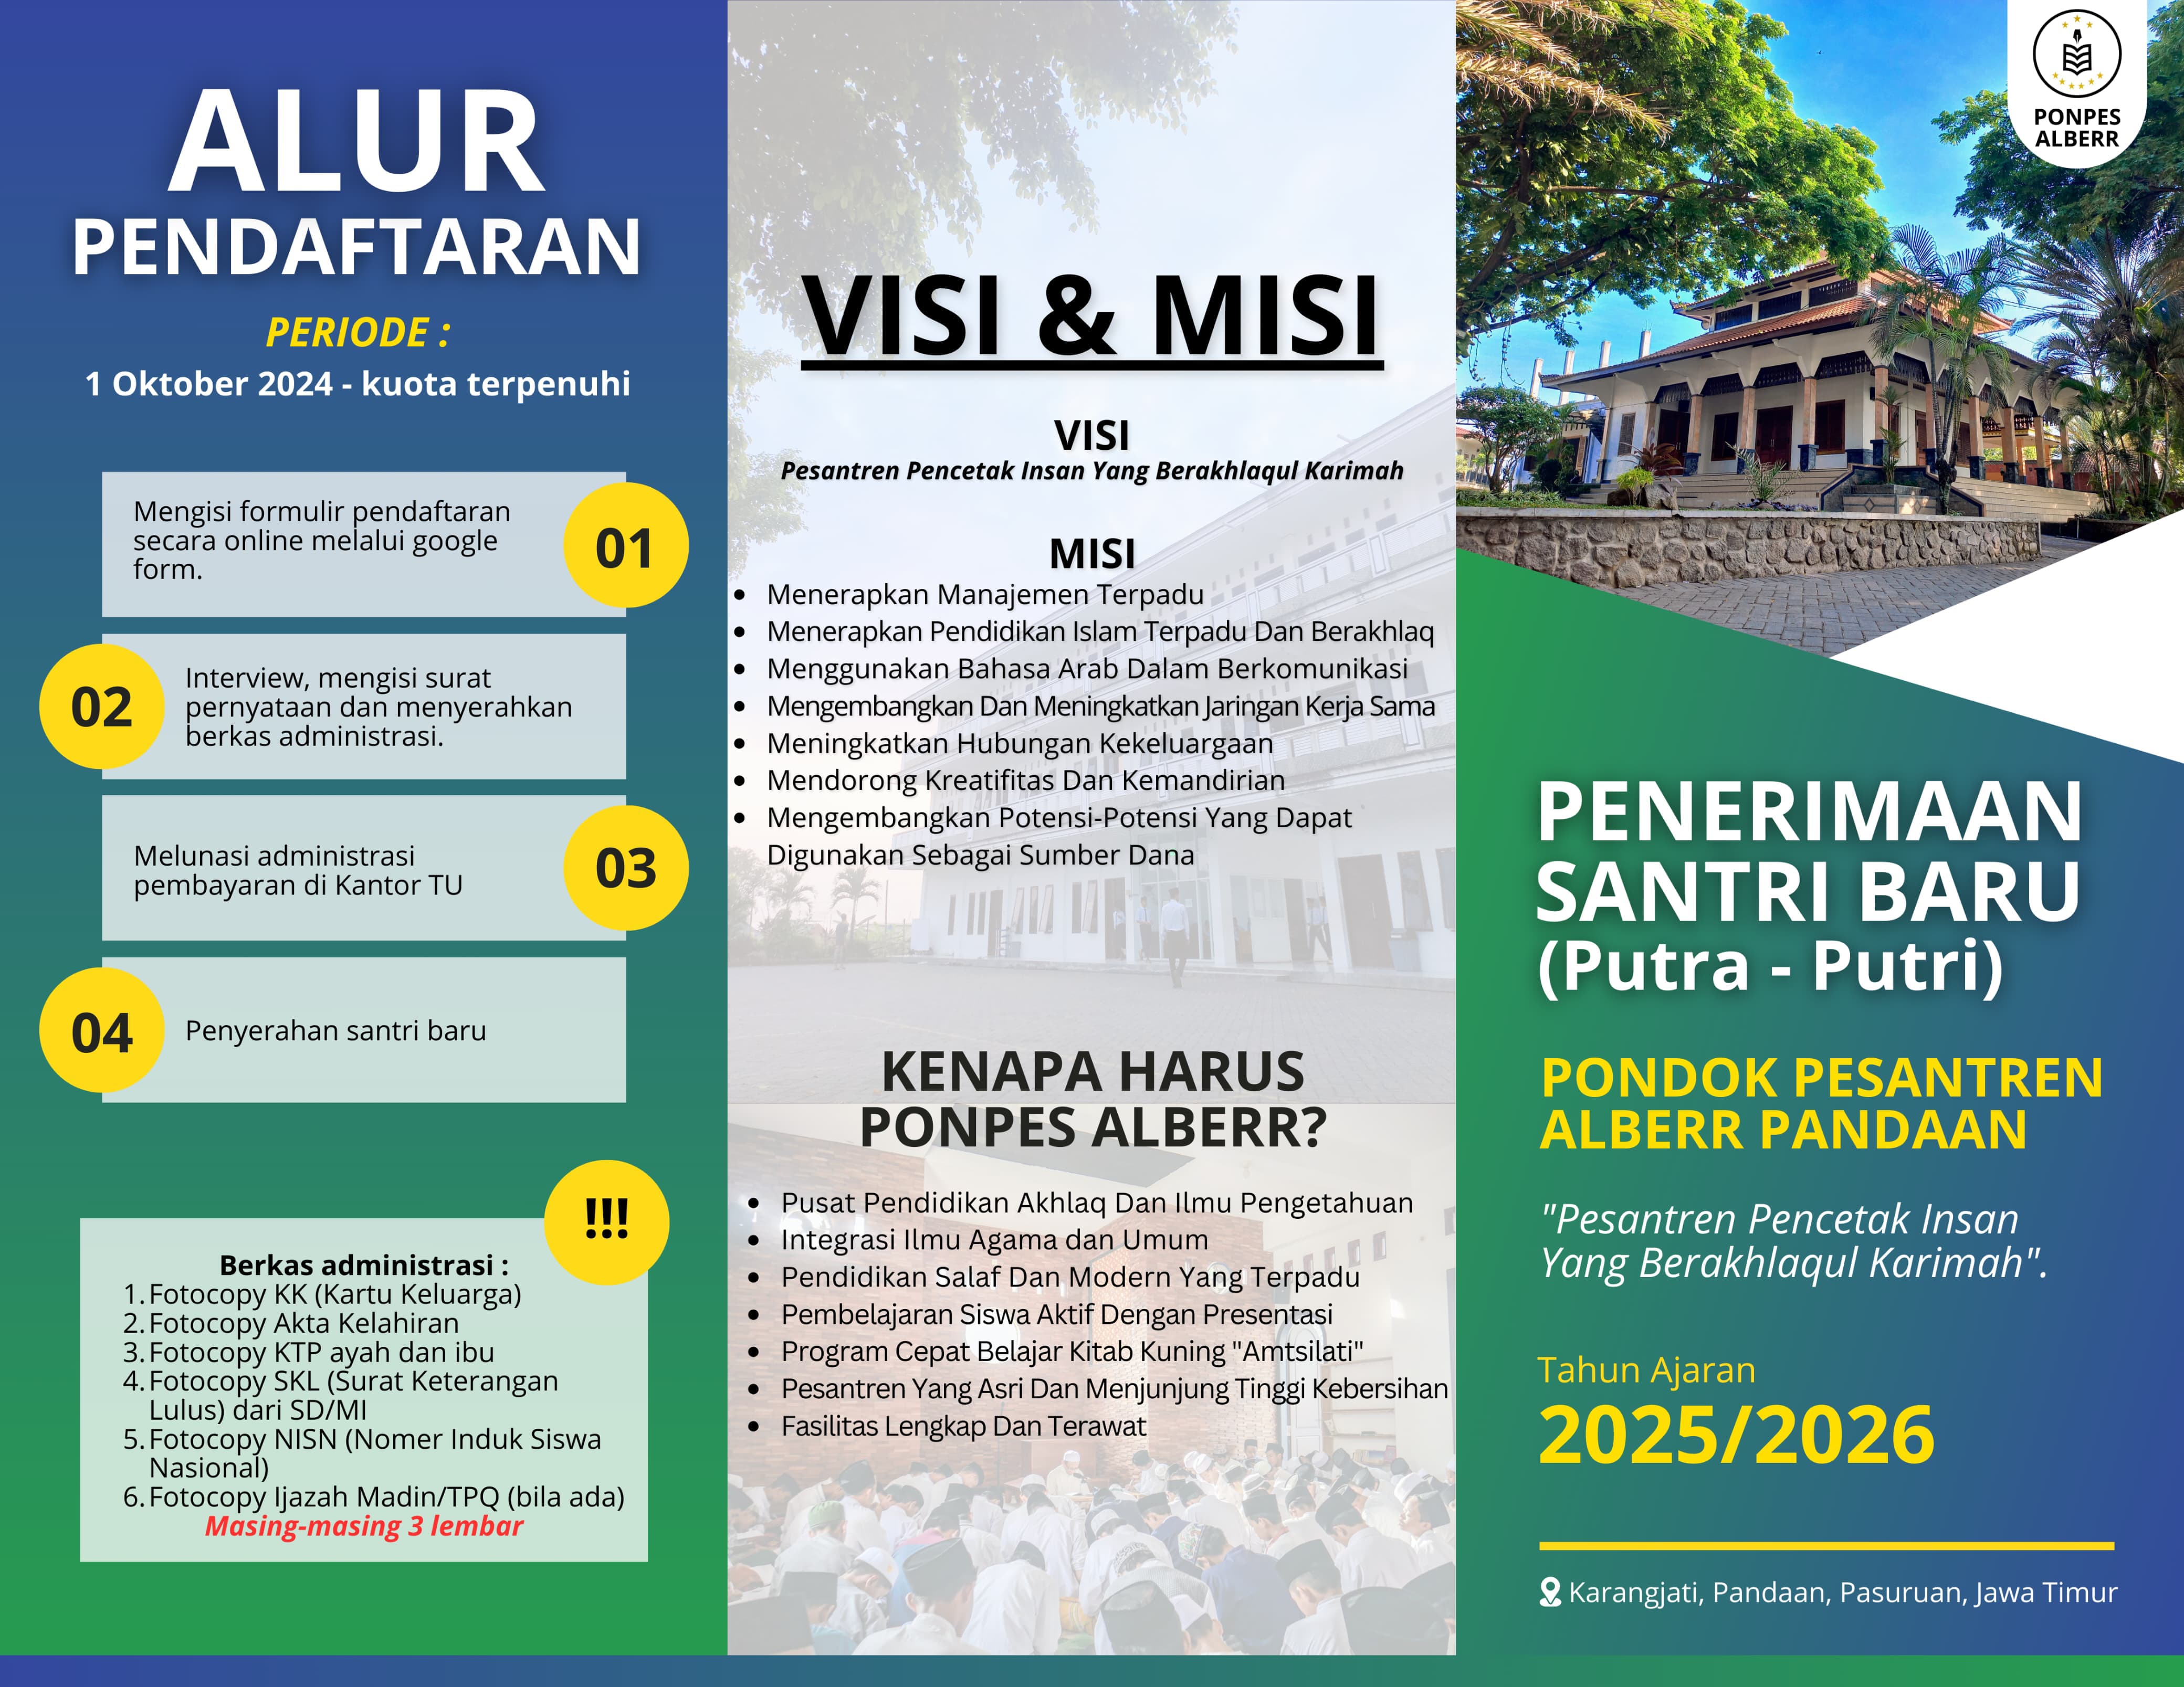 ALUR
PENDAFTARAN
PERIODE :
1 Oktober 2024 - kuota terpenuhi
Mengisi formulir pendaftaran
secara online melalui google
form.
01
02
Interview, mengisi surat
pernyataan dan menyerahkan
berkas administrasi.
Melunasi administrasi
pembayaran di Kantor TU
03
04
Penyerahan santri baru
!!!
Berkas administrasi :
1. Fotocopy KK (Kartu Keluarga)
2. Fotocopy Akta Kelahiran
3. Fotocopy KTP ayah dan ibu
4. Fotocopy SKL (Surat Keterangan
Lulus) dari SD/MI
5. Fotocopy NISN (Nomer Induk Siswa
Nasional)
6. Fotocopy Ijazah Madin/TPQ (bila ada)
Masing-masing 3 lembar
VISI & MISI
VISI
Pesantren Pencetak Insan Yang Berakhlaqul Karimah
MISI
• Menerapkan Manajemen Terpadu
• Menerapkan Pendidikan Islam Terpadu Dan Berakhlaq
• Menggunakan Bahasa Arab Dalam Berkomunikasi
• Mengembangkan Dan Meningkatkan Jaringan Kerja Sama
• Meningkatkan Hubungan Kekeluargaan
• Mendorong Kreatifitas Dan Kemandirian
• Mengembangkan Potensi-Potensi Yang Dapat
Digunakan Sebagai Sumber Dana
KENAPA HARUS
PONPES ALBERR?
• Pusat Pendidikan Akhlaq Dan Ilmu Pengetahuan
• Integrasi Ilmu Agama dan Umum
• Pendidikan Salaf Dan Modern Yang Terpadu
• Pembelajaran Siswa Aktif Dengan Presentasi
• Program Cepat Belajar Kitab Kuning "Amtsilati"
• Pesantren Yang Asri Dan Menjunjung Tinggi Kebersihan
• Fasilitas Lengkap Dan Terawat
PONPES
ALBERR
PENERIMAAN
SANTRI BARU
(Putra - Putri)
PONDOK PESANTREN
ALBERR PANDAAN
"Pesantren Pencetak Insan
Yang Berakhlaqul Karimah".
Tahun Ajaran
2025/2026
Karangjati, Pandaan, Pasuruan, Jawa Timur